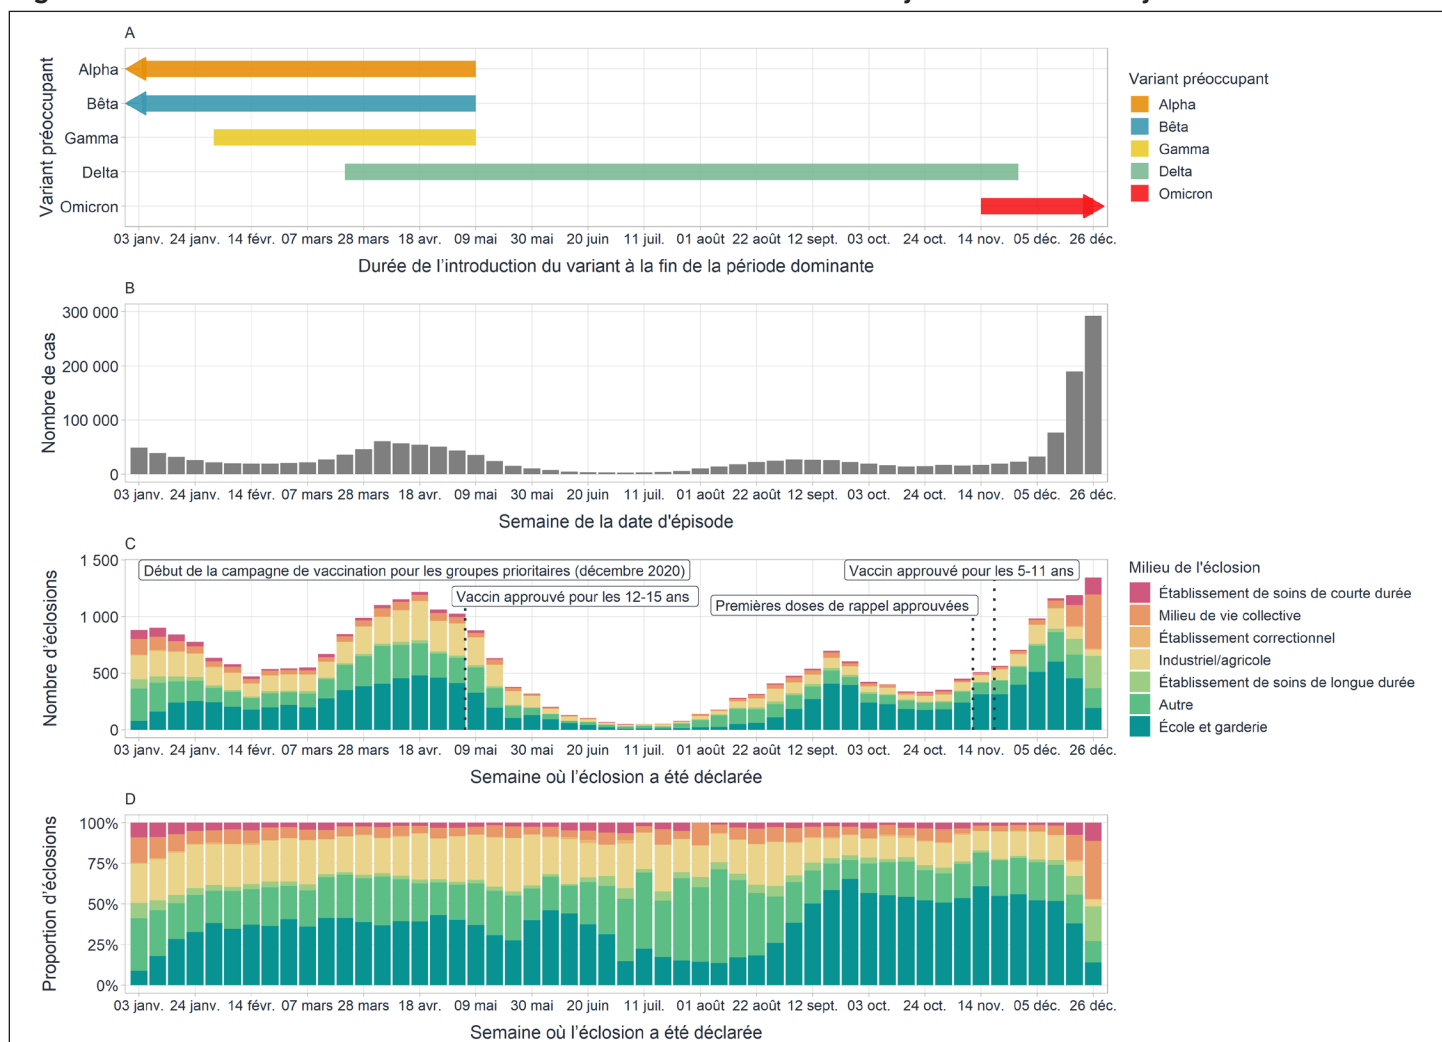 A
Variant préoccupant
Alpha
Bêta
Gamma
Delta
Omicron
03 janv. 24 janv. 14 févr. 07 mars 28 mars 18 avr. 09 mai 30 mai 20 juin 11 juil. 01 août 22 août 12 sept. 03 oct. 24 oct. 14 nov. 05 déc. 26 déc.
Durée de l'introduction du variant à la fin de la période dominante
Variant préoccupant
Alpha
Bêta
Gamma
Delta
Omicron
B
Nombre de cas
300 000
200 000
100 000
0
03 janv. 24 janv. 14 févr. 07 mars 28 mars 18 avr. 09 mai 30 mai 20 juin 11 juil. 01 août 22 août 12 sept. 03 oct. 24 oct. 14 nov. 05 déc. 26 déc.
Semaine de la date d'épisode
C
Nombre d'éclosions
1 500
1 000
500
0
Début de la campagne de vaccination pour les groupes prioritaires (décembre 2020)
Vaccin approuvé pour les 5-11 ans
Vaccin approuvé pour les 12-15 ans
Premières doses de rappel approuvées
03 janv. 24 janv. 14 févr. 07 mars 28 mars 18 avr. 09 mai 30 mai 20 juin 11 juil. 01 août 22 août 12 sept. 03 oct. 24 oct. 14 nov. 05 déc. 26 déc.
Semaine où l'éclosion a été déclarée
Milieu de l'éclosion
Établissement de soins de courte durée
Milieu de vie collective
Établissement correctionnel
Industriel/agricole
Établissement de soins de longue durée
Autre
École et garderie
D
Proportion d'éclosions
100%
75%
50%
25%
0%
03 janv. 24 janv. 14 févr. 07 mars 28 mars 18 avr. 09 mai 30 mai 20 juin 11 juil. 01 août 22 août 12 sept. 03 oct. 24 oct. 14 nov. 05 déc. 26 déc.
Semaine où l'éclosion a été déclarée